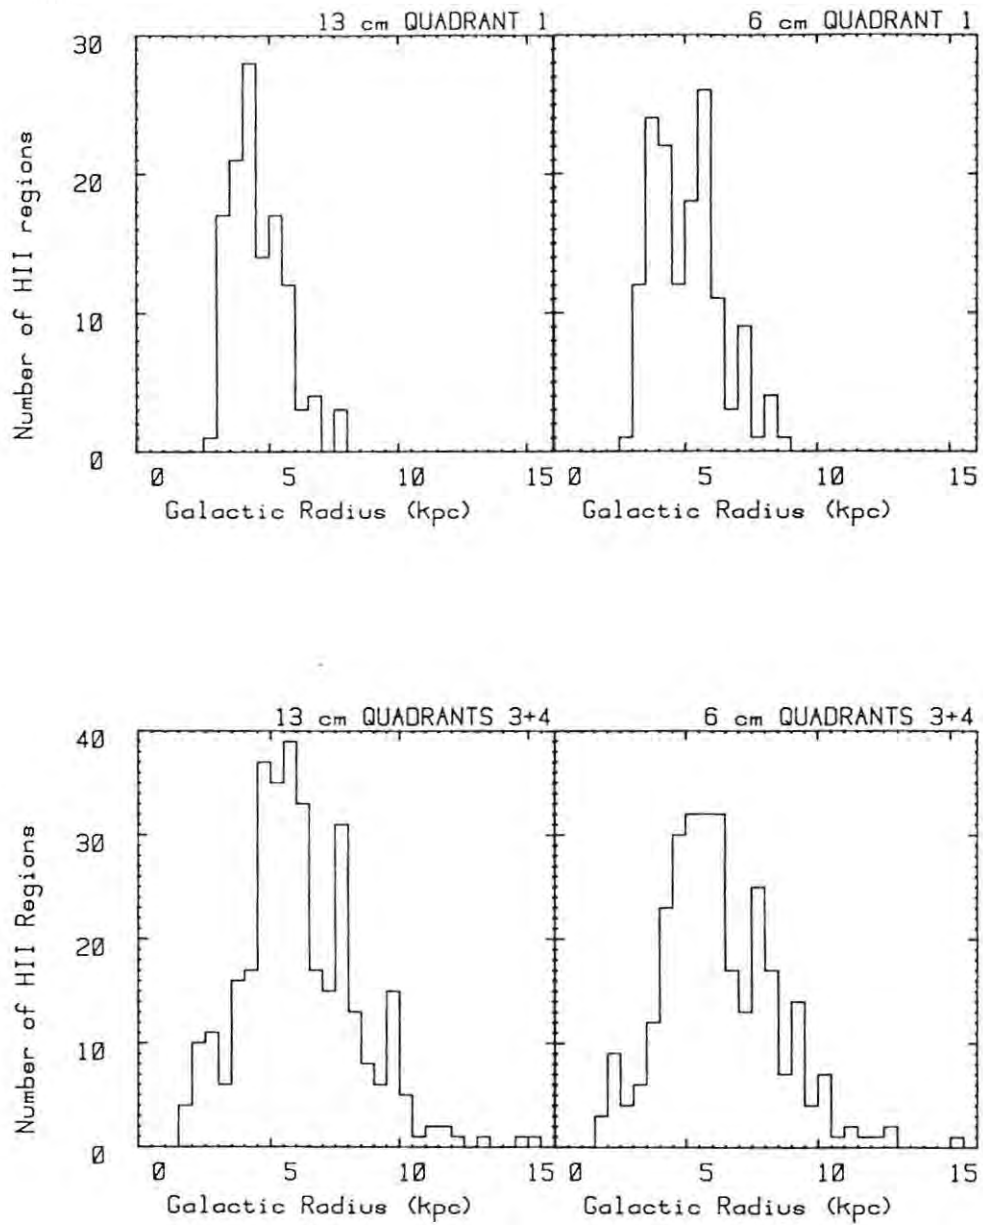 13 cm QUADRANT 1
6 cm QUADRANT 1
30
20
10
0
Number of HII regions
0 5 10 15
0 5 10 15
Galactic Radius (kpc)
Galactic Radius (kpc)
13 cm QUADRANTS 3+4
6 cm QUADRANTS 3+4
40
30
20
10
0
Number of HII Regions
0 5 10 15
0 5 10 15
Galactic Radius (kpc)
Galactic Radius (kpc)